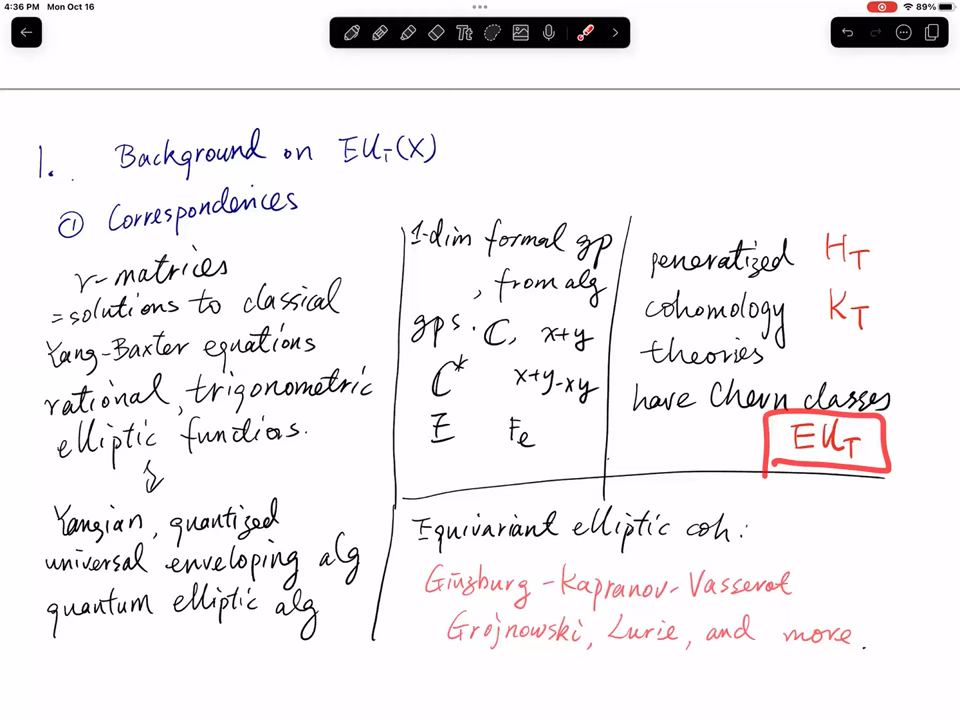 4:36 PM Mon Oct 16
89%
Tt
1. Background on Ell_T(X)
① Correspondences
r-matrices
= solutions to classical
Yang-Baxter equations
rational, trigonometric
elliptic functions.
Yangian, quantized
universal enveloping alg
quantum elliptic alg
1-dim formal gp
, from alg
gps. ℂ, x+y
ℂ* x+y-xy
E F_e
generatized H_T
cohomology K_T
theories
have Chern classes
Ell_T
Equivariant elliptic coh:
Ginzburg-Kapranov-Vasserot
Grojnowski, Lurie, and more.